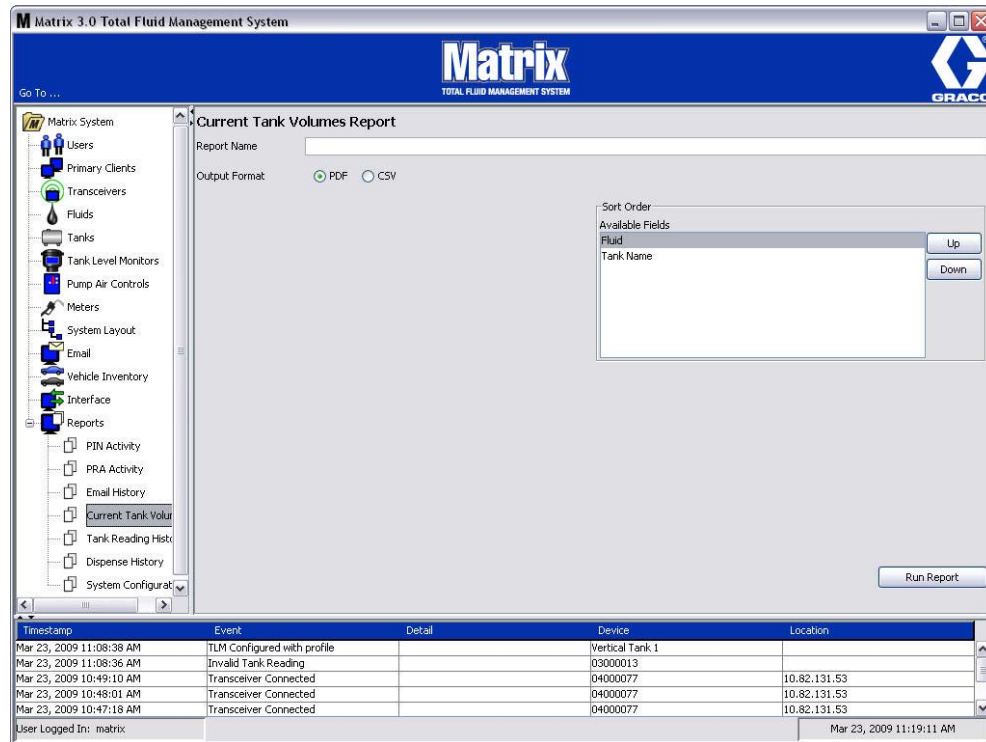 Matrix 3.0 Total Fluid Management System
Matrix
TOTAL FLUID MANAGEMENT SYSTEM
GRACO
Go To ...
Matrix System
Users
Primary Clients
Transceivers
Fluids
Tanks
Tank Level Monitors
Pump Air Controls
Meters
System Layout
Email
Vehicle Inventory
Interface
Reports
PIN Activity
PRA Activity
Email History
Current Tank Volur
Tank Reading Histo
Dispense History
System Configurat
Current Tank Volumes Report
Report Name
Output Format PDF CSV
Sort Order
Available Fields
Fluid
Tank Name
Up
Down
Run Report
Timestamp Event Detail Device Location
Mar 23, 2009 11:08:38 AM TLM Configured with profile Vertical Tank 1
Mar 23, 2009 11:08:36 AM Invalid Tank Reading 03000013
Mar 23, 2009 10:49:10 AM Transceiver Connected 04000077 10.82.131.53
Mar 23, 2009 10:48:01 AM Transceiver Connected 04000077 10.82.131.53
Mar 23, 2009 10:47:18 AM Transceiver Connected 04000077 10.82.131.53
User Logged In: matrix Mar 23, 2009 11:19:11 AM